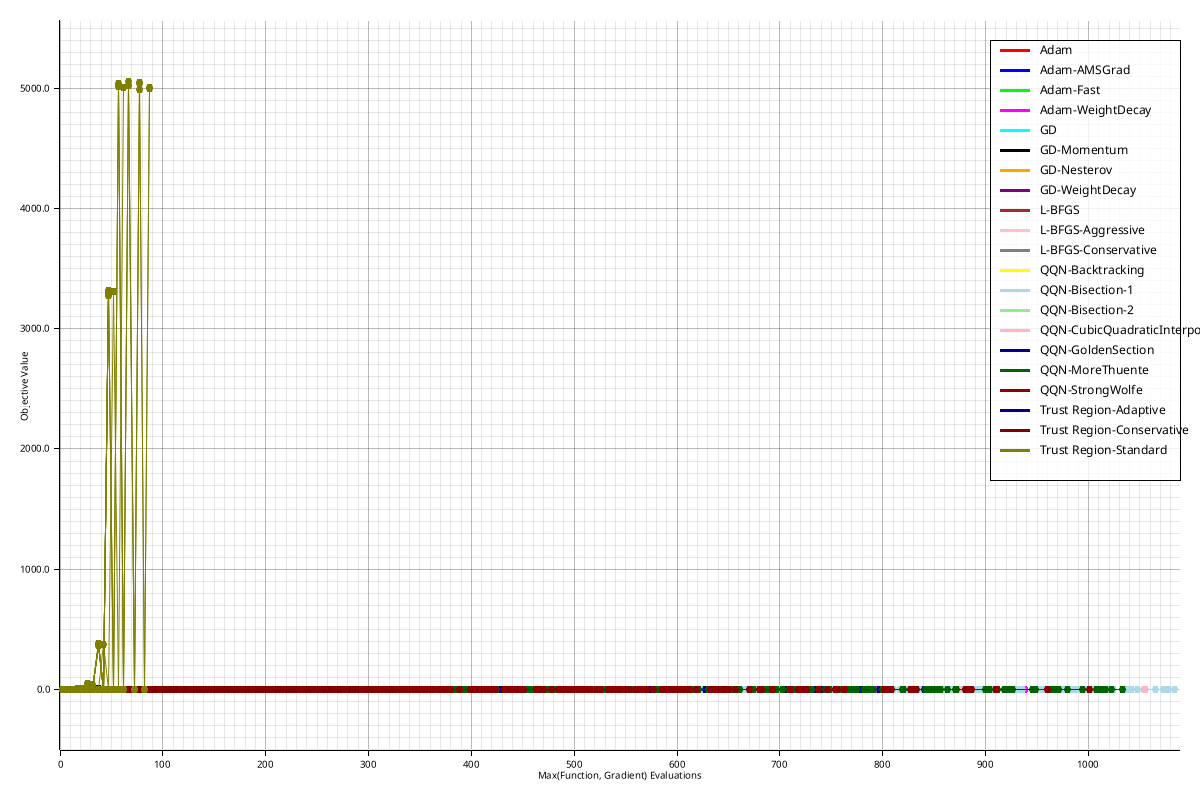 Adam
Adam-AMSGrad
Adam-Fast
Adam-WeightDecay
GD
GD-Momentum
GD-Nesterov
GD-WeightDecay
L-BFGS
L-BFGS-Aggressive
L-BFGS-Conservative
QQN-Backtracking
QQN-Bisection-1
QQN-Bisection-2
QQN-CubicQuadraticInterpo
QQN-GoldenSection
QQN-MoreThuente
QQN-StrongWolfe
Trust Region-Adaptive
Trust Region-Conservative
Trust Region-Standard
5000.0
4000.0
3000.0
2000.0
1000.0
0.0
Objective Value
0 100 200 300 400 500 600 700 800 900 1000
Max(Function, Gradient) Evaluations